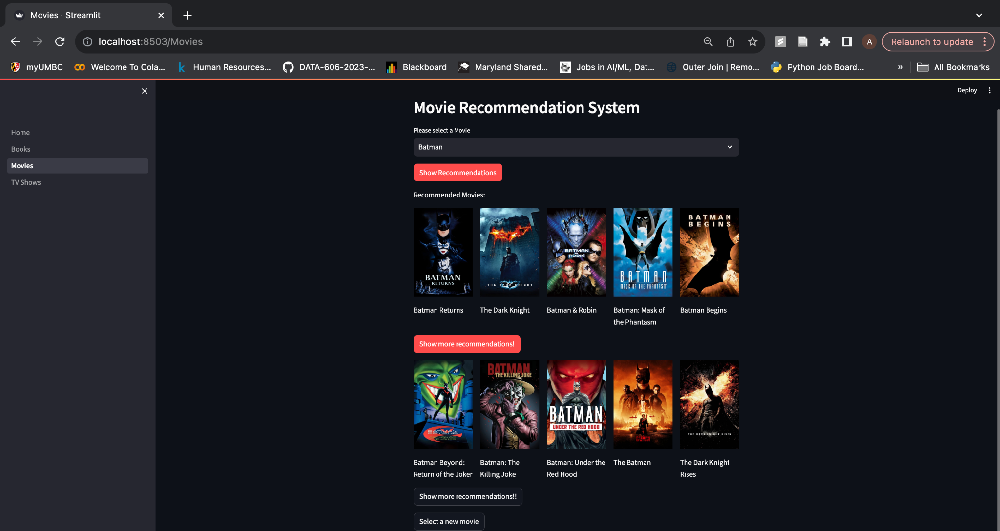 Movies · Streamlit
localhost:8503/Movies
A
Relaunch to update
myUMBC
Welcome To Cola...
Human Resources...
DATA-606-2023-...
Blackboard
Maryland Shared...
Jobs in AI/ML, Dat...
Outer Join | Remo...
Python Job Board...
»
All Bookmarks
Deploy
Home
Books
Movies
TV Shows
Movie Recommendation System
Please select a Movie
Batman
Show Recommendations
Recommended Movies:
BATMAN
RETURNS
THE DARK KNIGHT
BATMAN
ROBIN
BATMAN
MASK OF THE PHANTASM
BATMAN
BEGINS
Batman Returns
The Dark Knight
Batman & Robin
Batman: Mask of
the Phantasm
Batman Begins
Show more recommendations!
BATMAN
BEYOND
RETURN OF
THE JOKER
BATMAN
THE KILLING JOKE
BATMAN
UNDER THE RED HOOD
BATMAN
THE DARK KNIGHT RISES
Batman Beyond:
Return of the Joker
Batman: The
Killing Joke
Batman: Under the
Red Hood
The Batman
The Dark Knight
Rises
Show more recommendations!!
Select a new movie